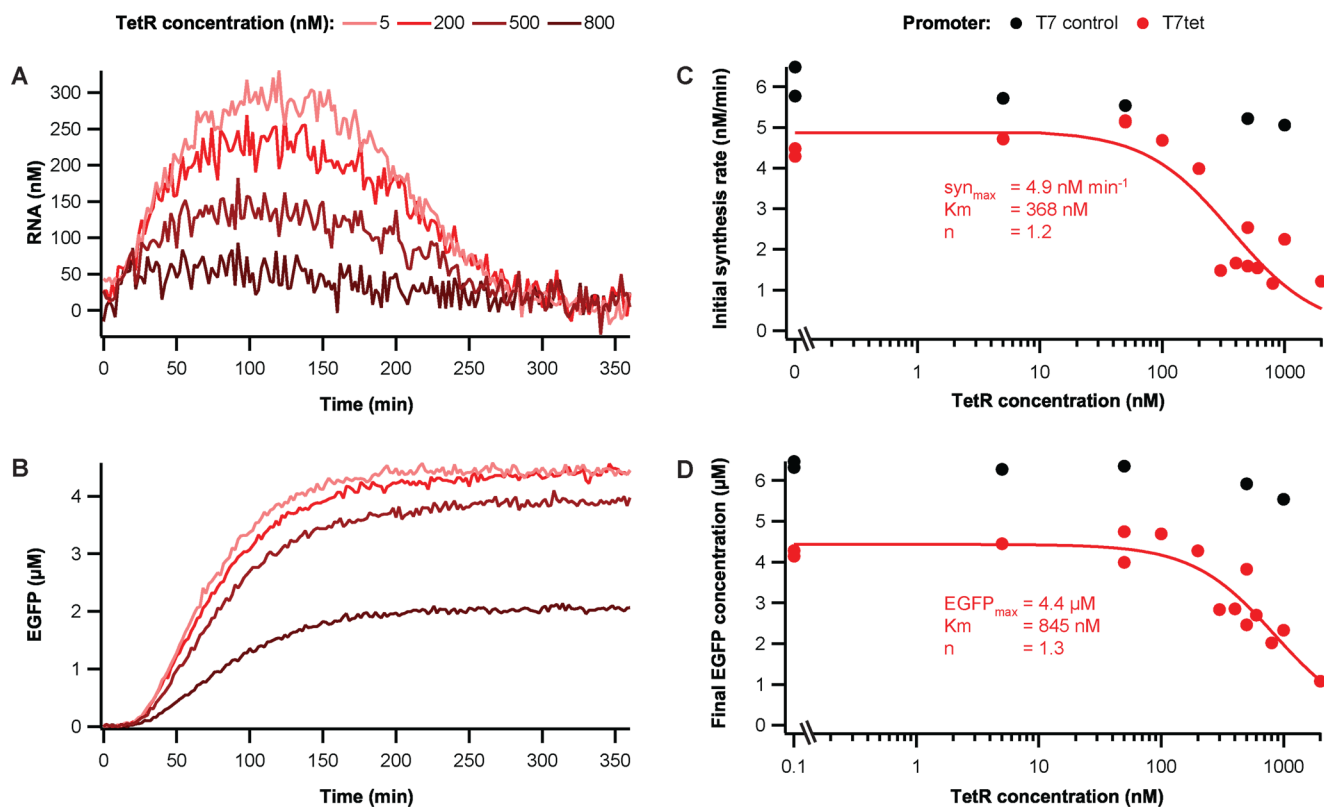 TetR concentration (nM): 5 200 500 800
Promoter: T7 control T7tet
A
300
250
200
150
100
50
0
RNA (nM)
0 50 100 150 200 250 300 350
Time (min)
B
4
3
2
1
0
EGFP (µM)
0 50 100 150 200 250 300 350
Time (min)
C
6
5
4
3
2
1
0
Initial synthesis rate (nM/min)
syn_max = 4.9 nM min⁻¹
Km = 368 nM
n = 1.2
0 1 10 100 1000
TetR concentration (nM)
D
6
5
4
3
2
1
0
Final EGFP concentration (µM)
EGFP_max = 4.4 µM
Km = 845 nM
n = 1.3
0.1 1 10 100 1000
TetR concentration (nM)